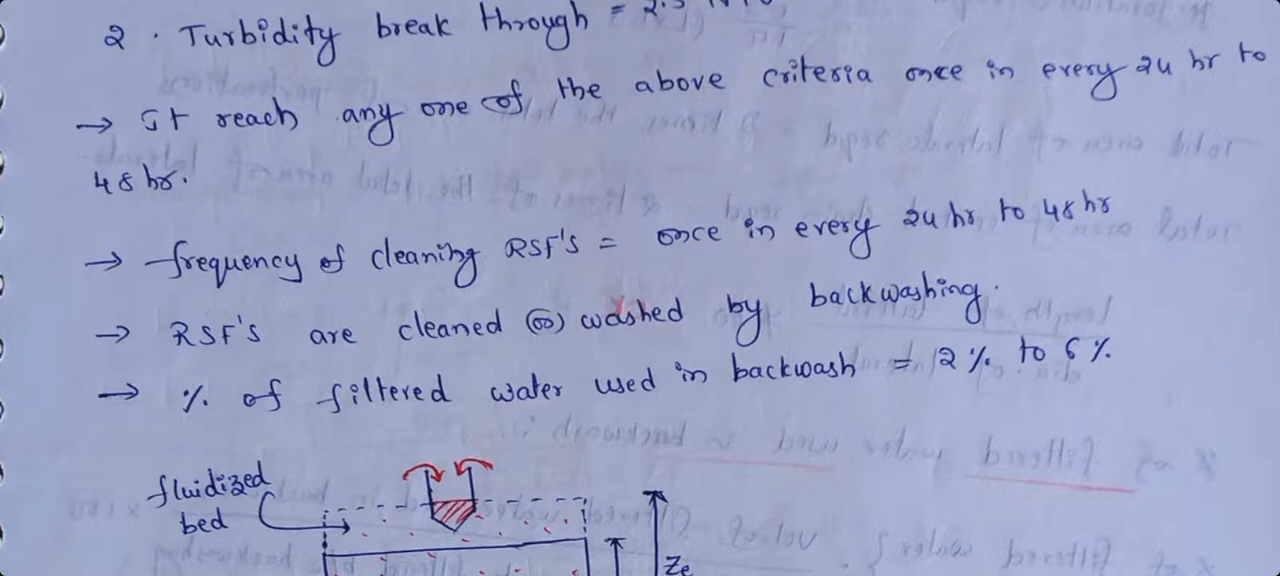 2 . Turbidity break through = 2.5
→ It reach any one of the above criteria once in every 24 hr to
48 hr.
→ frequency of cleaning RSF'S = once in every 24 hr to 48 hr
→ RSF'S are cleaned (or) washed by backwashing.
→ % of filtered water used in backwash = 2 % to 6 %
fluidized
bed
Ze